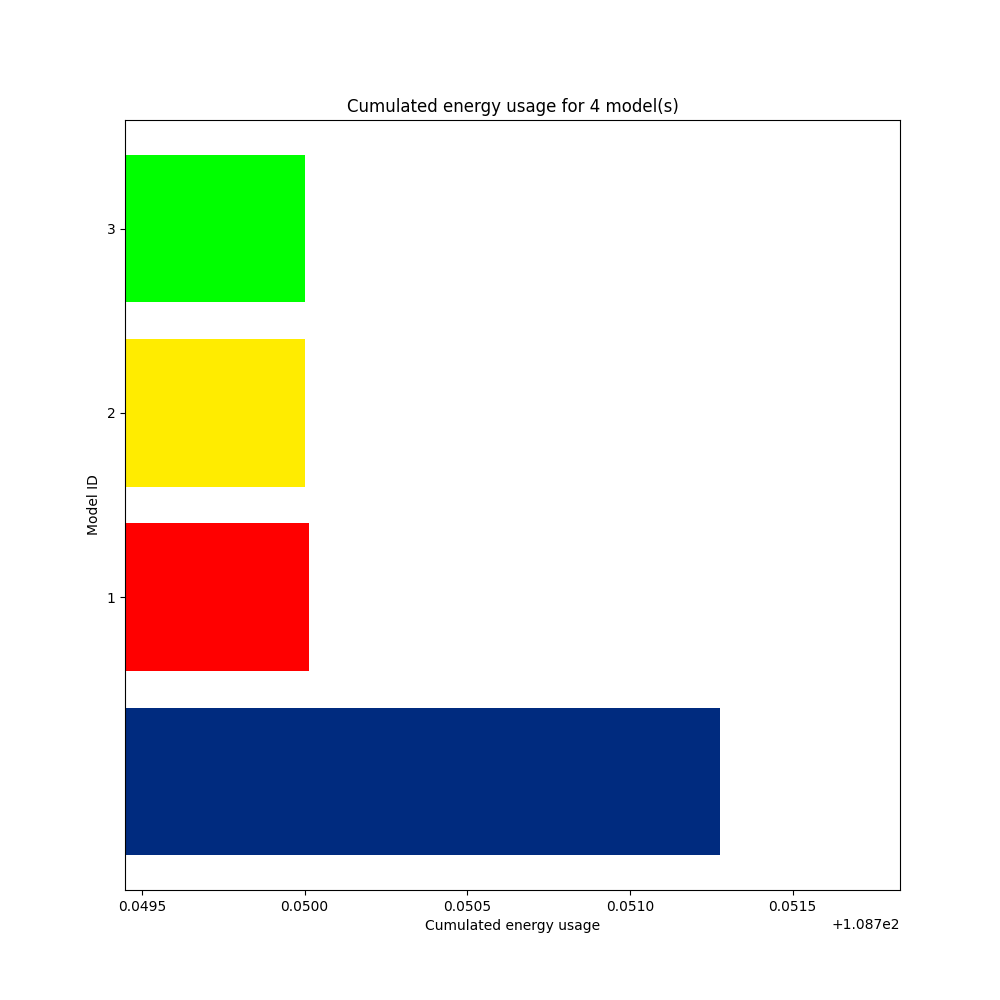 Cumulated energy usage for 4 model(s)
3
2
Model ID
1
0.0495 0.0500 0.0505 0.0510 0.0515
Cumulated energy usage
+1.087e2